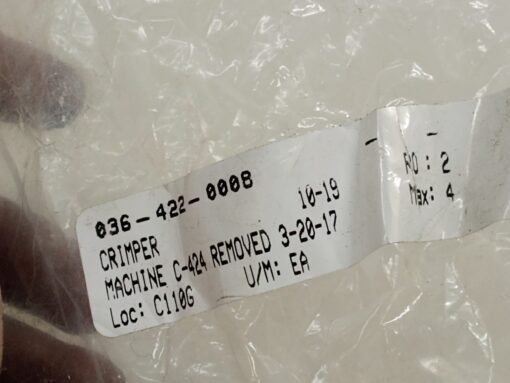 036-422-0008
10-19
RO: 2
CRIMPER
Max: 4
MACHINE C-424 REMOVED 3-20-17
Loc: C110G
U/M: EA